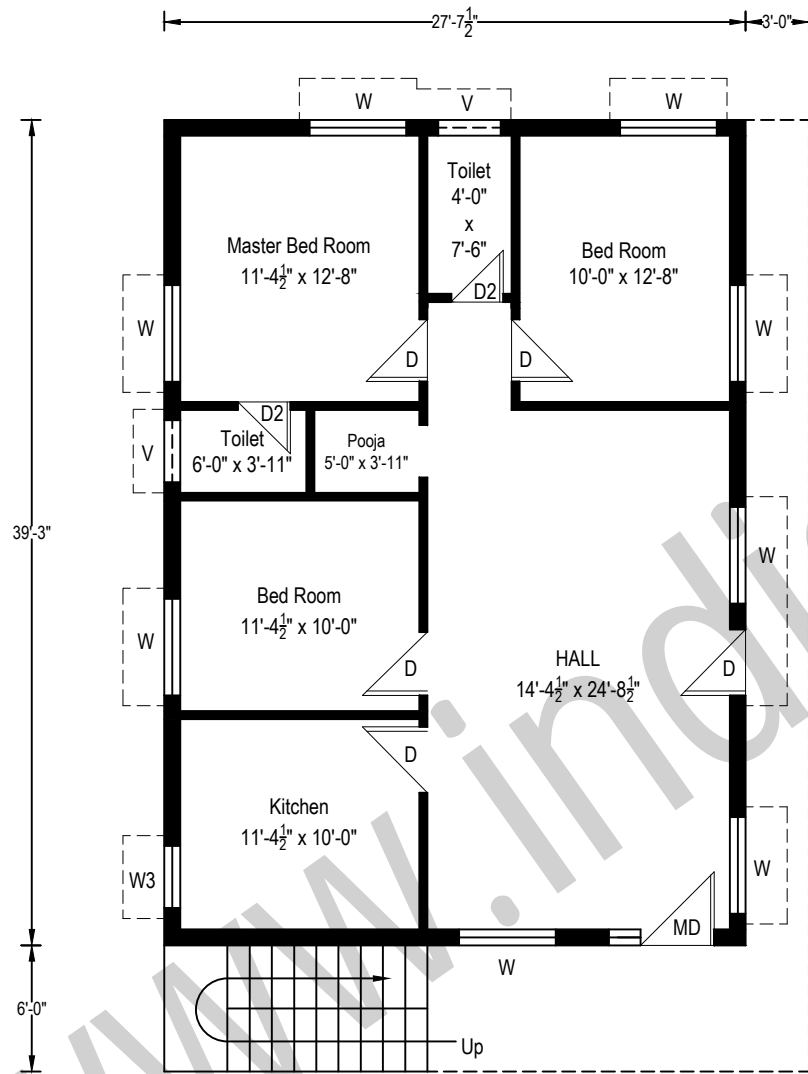 27'-7½"
3'-0"
W
V
W
Toilet
4'-0"
x
7'-6"
Master Bed Room
11'-4½" x 12'-8"
Bed Room
10'-0" x 12'-8"
D2
W
W
D
D
D2
Toilet
6'-0" x 3'-11"
Pooja
5'-0" x 3'-11"
V
39'-3"
W
Bed Room
11'-4½" x 10'-0"
W
HALL
14'-4½" x 24'-8½"
D
D
D
Kitchen
11'-4½" x 10'-0"
W3
W
MD
W
6'-0"
Up
www.indi